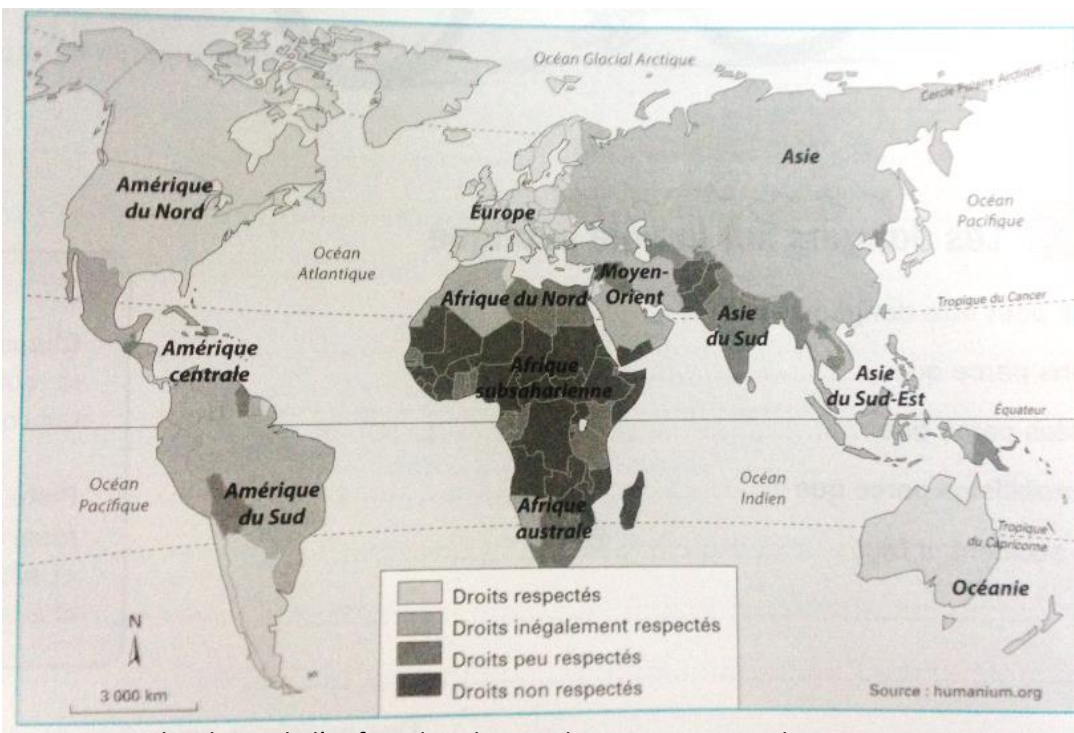 Océan Glacial Arctique
Cercle Polaire Arctique
Asie
Amérique
du Nord
Europe
Océan
Pacifique
Océan
Atlantique
Moyen-
Orient
Afrique du Nord
Tropique du Cancer
Asie
du Sud
Amérique
centrale
Afrique
subsaharienne
Asie
du Sud-Est
Équateur
Océan
Pacifique
Amérique
du Sud
Océan
Indien
Afrique
australe
Tropique
du Capricorne
Océanie
Droits respectés
Droits inégalement respectés
Droits peu respectés
Droits non respectés
N
3 000 km
Source : humanium.org